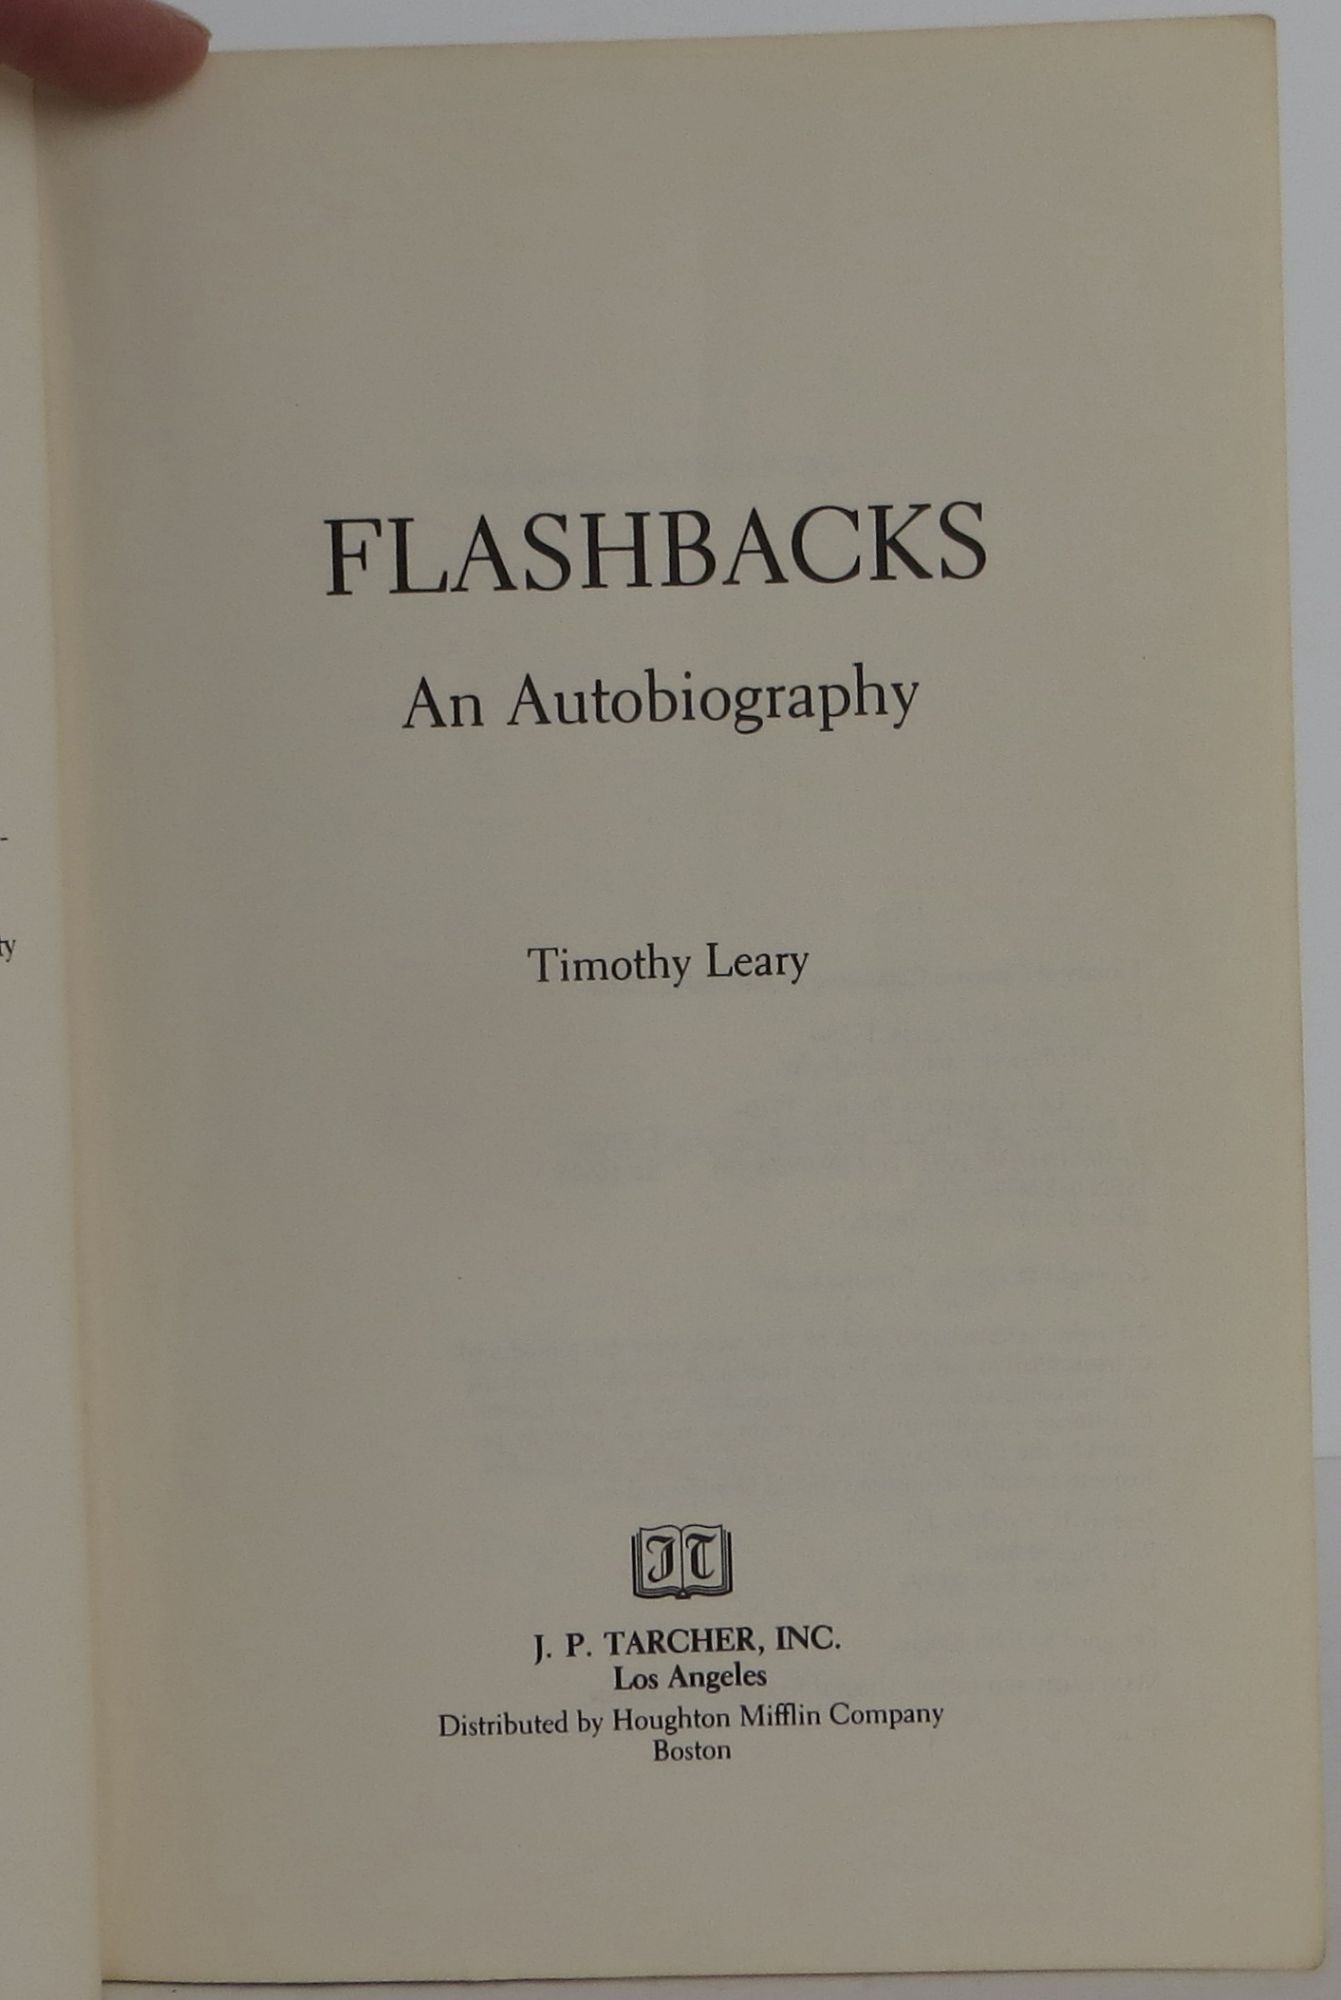 FLASHBACKS
An Autobiography
Timothy Leary
JT
J. P. TARCHER, INC.
Los Angeles
Distributed by Houghton Mifflin Company
Boston